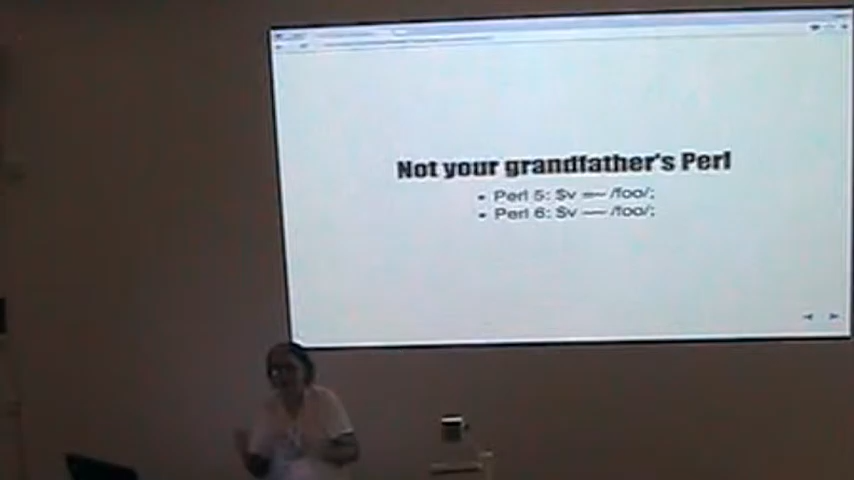 Not your grandfather's Perl
• Perl 5: $v =~ /foo/;
• Perl 6: $v ~~ /foo/;